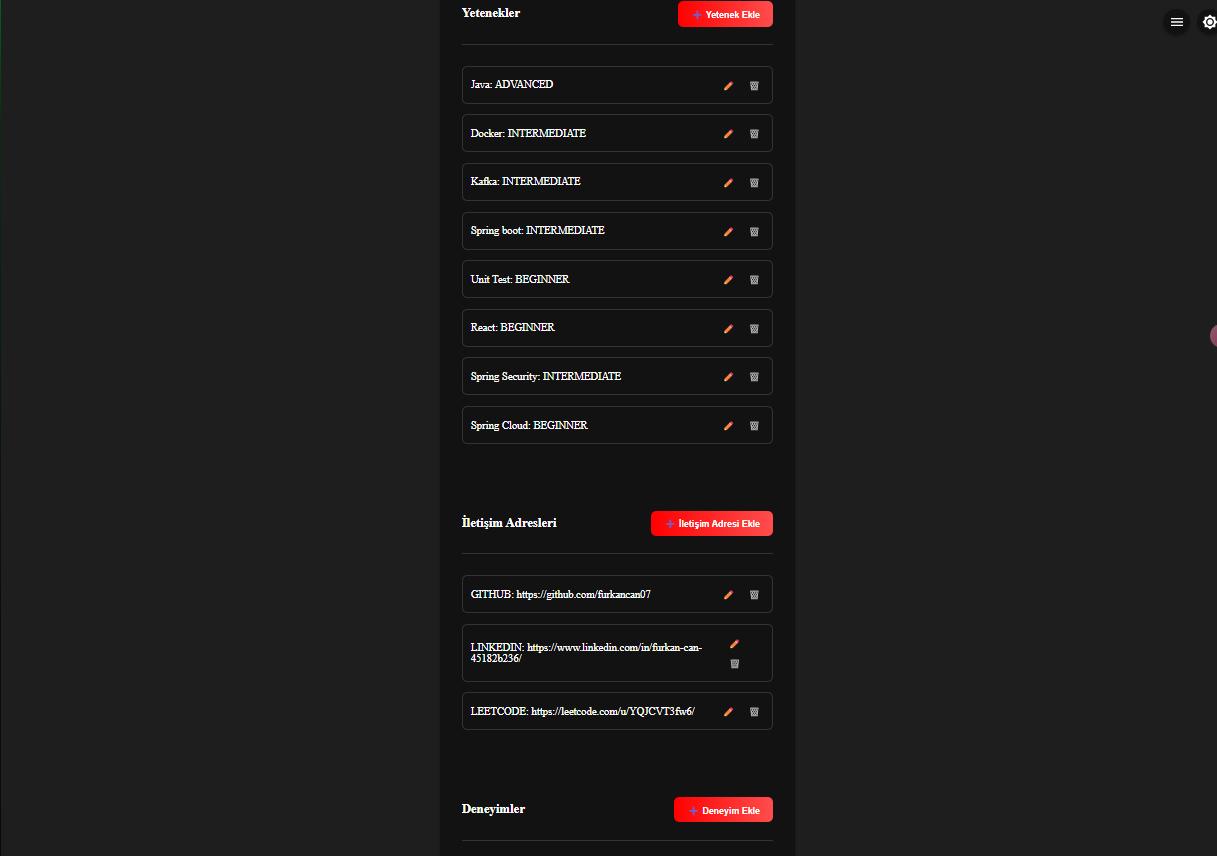 Yetenekler
Yetenek Ekle
Java: ADVANCED
Docker: INTERMEDIATE
Kafka: INTERMEDIATE
Spring boot: INTERMEDIATE
Unit Test: BEGINNER
React: BEGINNER
Spring Security: INTERMEDIATE
Spring Cloud: BEGINNER
İletişim Adresleri
İletişim Adresi Ekle
GITHUB: https://github.com/furkancan07
LINKEDIN: https://www.linkedin.com/in/furkan-can-
45182b236/
LEETCODE: https://leetcode.com/u/YQJCVT3fw6/
Deneyimler
Deneyim Ekle